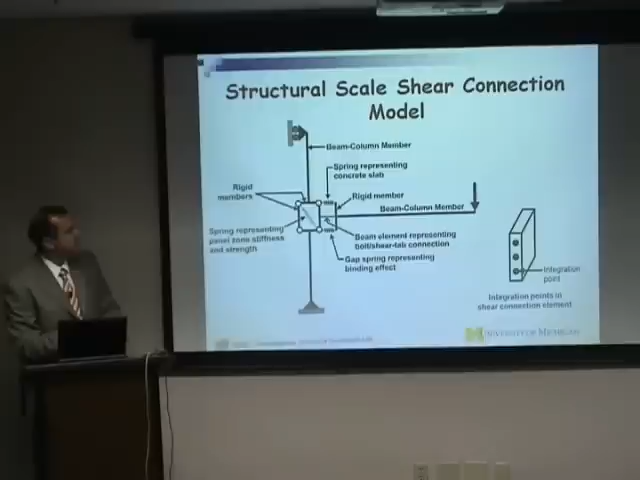 Structural Scale Shear Connection
Model
Beam-Column Member
Spring representing
concrete slab
Rigid
members
Rigid member
Beam-Column Member
Spring representing
panel zone stiffness
and strength
Beam element representing
bolt/shear-tab connection
Gap spring representing
binding effect
Integration
point
Integration points in
shear connection element
University of Michigan